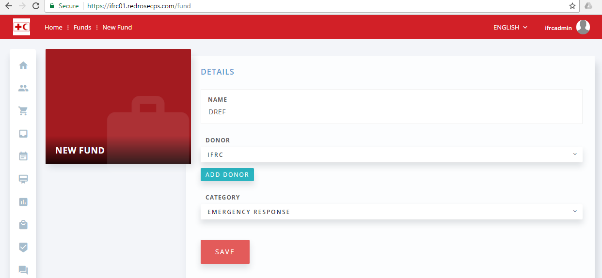 Secure
https://ifrc01.redrosecps.com/fund
Home | Funds | New Fund
ENGLISH
ifrcadmin
NEW FUND
DETAILS
NAME
DREF
DONOR
IFRC
ADD DONOR
CATEGORY
EMERGENCY RESPONSE
SAVE